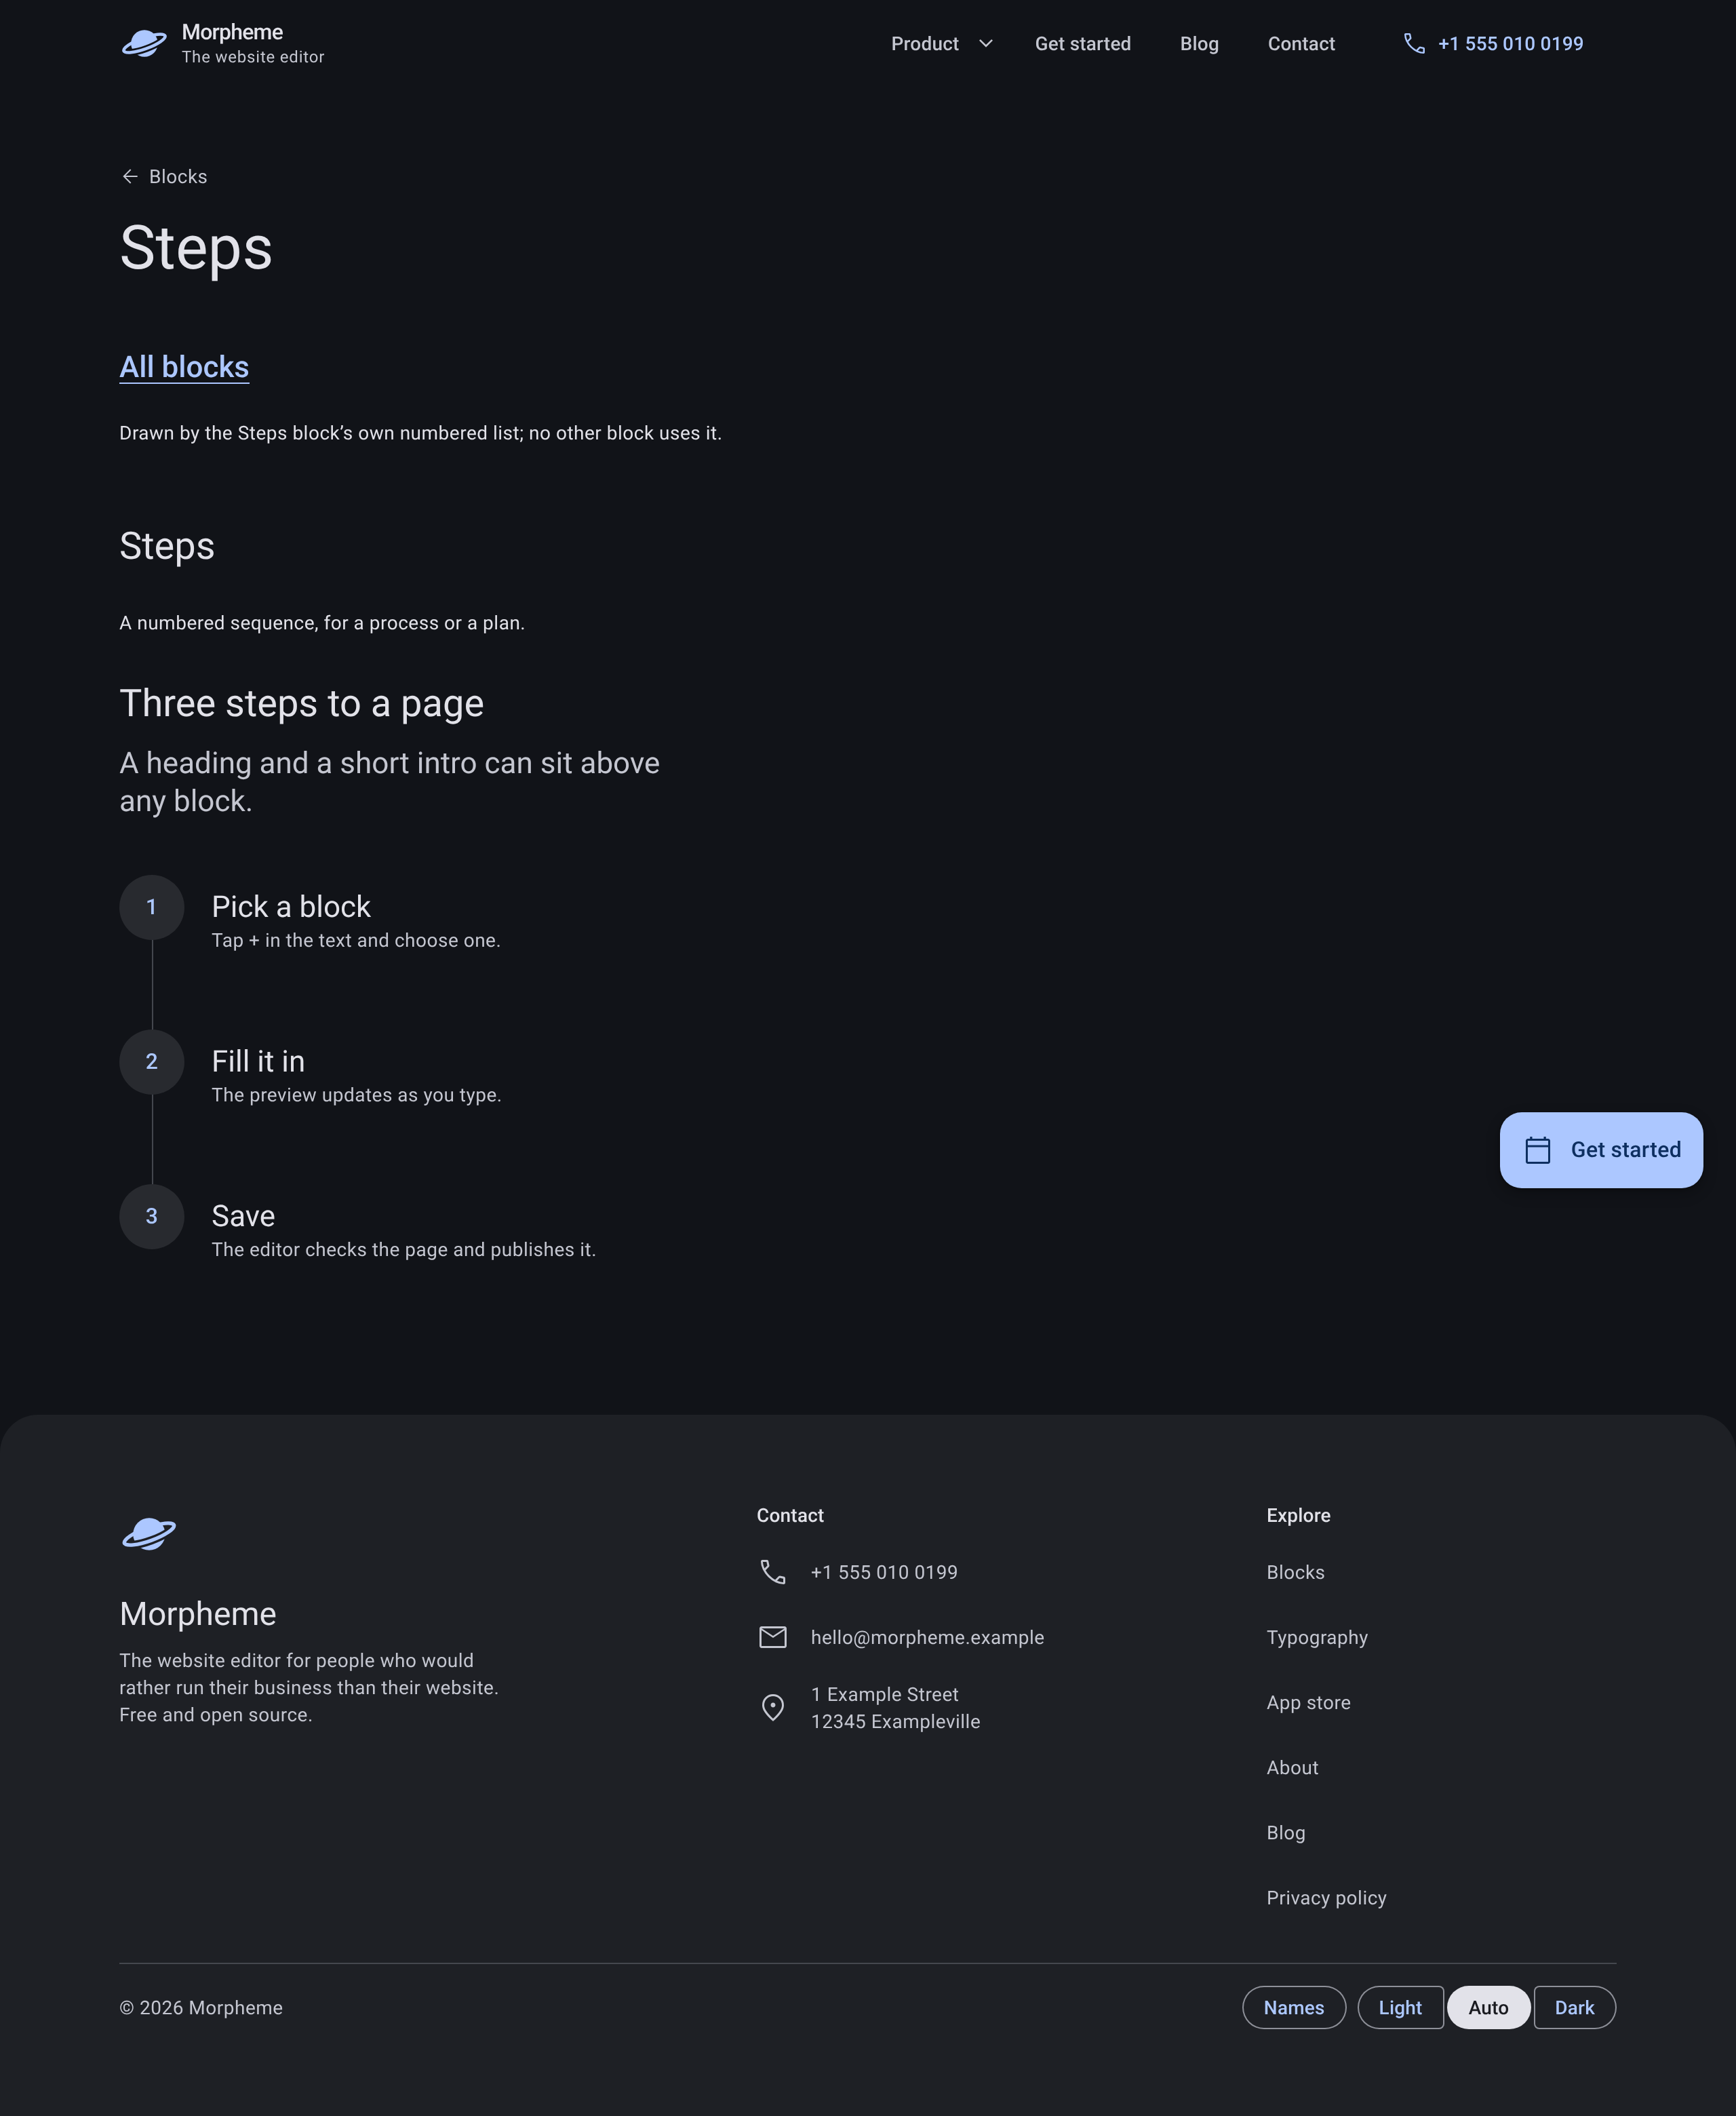 Morpheme
The website editor
Product
Get started
Blog
Contact
+1 555 010 0199
Blocks
Steps
All blocks
Drawn by the Steps block’s own numbered list; no other block uses it.
Steps
A numbered sequence, for a process or a plan.
Three steps to a page
A heading and a short intro can sit above
any block.
1
Pick a block
Tap + in the text and choose one.
2
Fill it in
The preview updates as you type.
Get started
3
Save
The editor checks the page and publishes it.
Morpheme
The website editor for people who would
rather run their business than their website.
Free and open source.
Contact
+1 555 010 0199
hello@morpheme.example
1 Example Street
12345 Exampleville
Explore
Blocks
Typography
App store
About
Blog
Privacy policy
© 2026 Morpheme
Names
Light
Auto
Dark